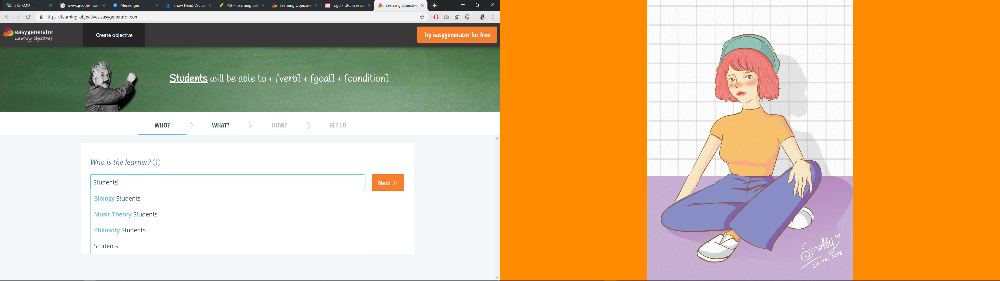 ETS KMUTT
www.qrcode-mon
Messenger
Show Hand Vector
PSF - Learning out
Learning Objective
is.gd - URL creatio
Learning Objective
https://learning-objectives.easygenerator.com
easygenerator
Learning objectives
Create objective
Try easygenerator for free
Students will be able to + [verb] + [goal] + [condition]
WHO?
WHAT?
HOW?
GET LO
Who is the learner?
Students
Next
Biology Students
Music Theory Students
Philosofy Students
Students
Snoffy
28.10.2018